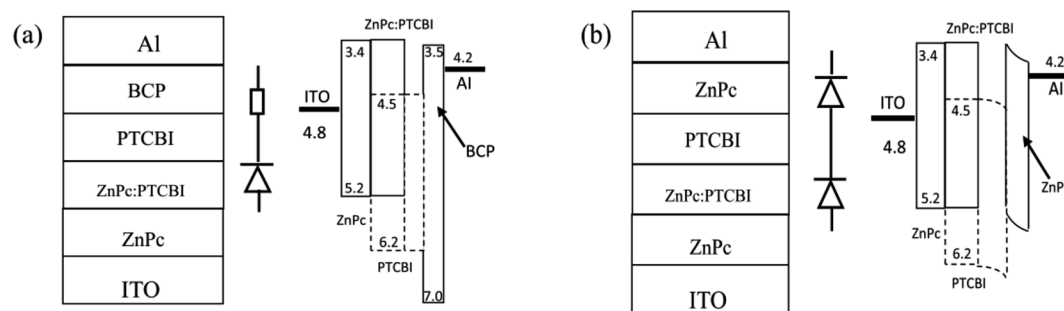 (a)
Al
BCP
PTCBI
ZnPc:PTCBI
ZnPc
ITO
ITO
4.8
ZnPc:PTCBI
3.4
5.2
ZnPc
4.5
6.2
PTCBI
3.5
7.0
4.2
Al
BCP
(b)
Al
ZnPc
PTCBI
ZnPc:PTCBI
ZnPc
ITO
ITO
4.8
ZnPc:PTCBI
3.4
5.2
ZnPc
4.5
6.2
PTCBI
4.2
Al